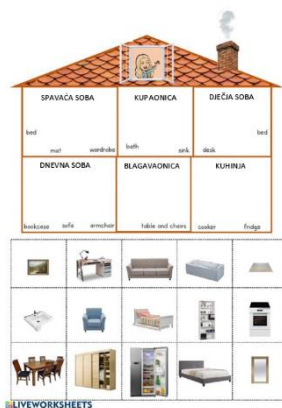 SPAVAĆA SOBA
KUPAONICA
DJEČJA SOBA
bed
mat
wardrobe
bath
sink
bed
desk
DNEVNA SOBA
BLAGAVAONICA
KUHINJA
bookcase
sofa
armchair
table and chairs
cooker
fridge
LIVEWORKSHEETS